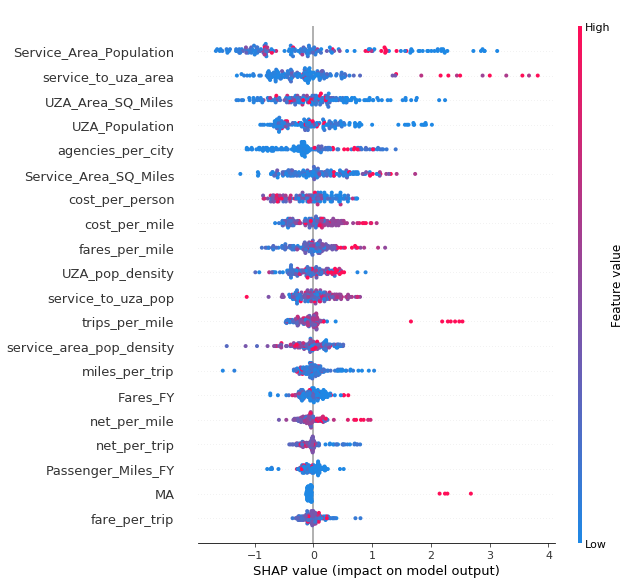 High
Service_Area_Population
service_to_uza_area
UZA_Area_SQ_Miles
UZA_Population
agencies_per_city
Service_Area_SQ_Miles
cost_per_person
cost_per_mile
fares_per_mile
UZA_pop_density
service_to_uza_pop
trips_per_mile
service_area_pop_density
miles_per_trip
Fares_FY
net_per_mile
net_per_trip
Passenger_Miles_FY
MA
fare_per_trip
Feature value
Low
−1 0 1 2 3 4
SHAP value (impact on model output)